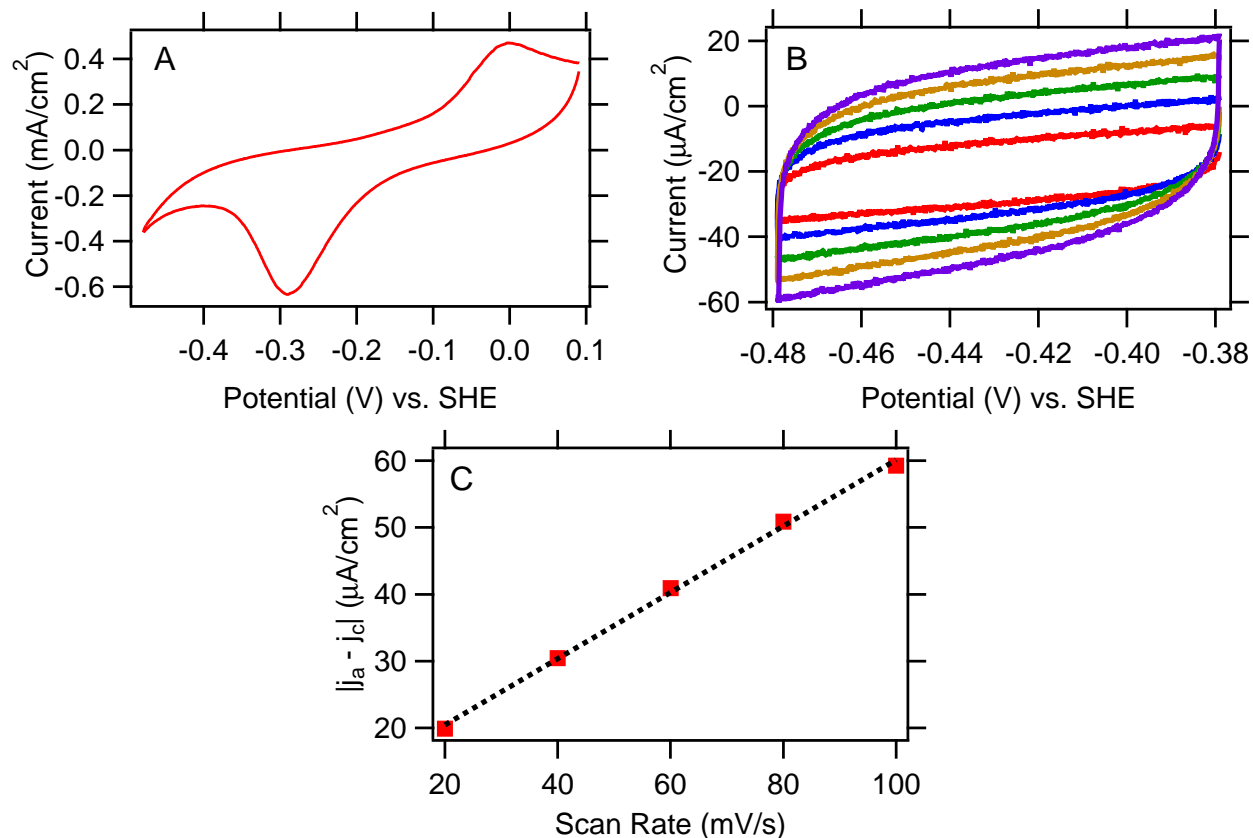 A
Current (mA/cm²)
0.4
0.2
0.0
-0.2
-0.4
-0.6
-0.4 -0.3 -0.2 -0.1 0.0 0.1
Potential (V) vs. SHE
B
Current (µA/cm²)
20
0
-20
-40
-60
-0.48 -0.46 -0.44 -0.42 -0.40 -0.38
Potential (V) vs. SHE
C
|jₐ - j꜀| (µA/cm²)
60
50
40
30
20
20 40 60 80 100
Scan Rate (mV/s)